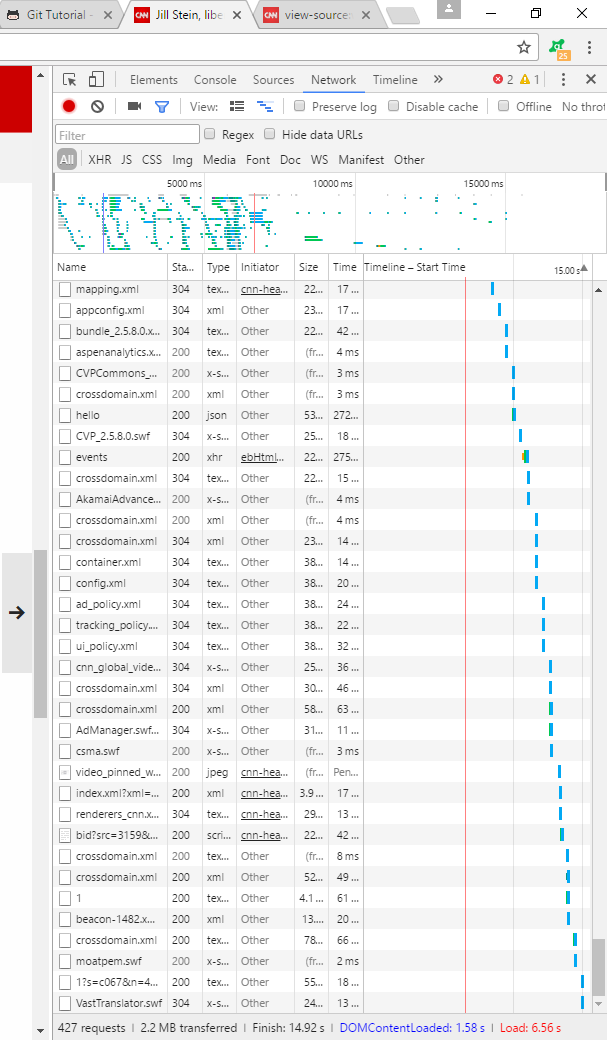 Git Tutorial - CNN Jill Stein, libe CNN view-source:
25
Elements Console Sources Network Timeline 2 1
View: Preserve log Disable cache Offline No throt
Filter Regex Hide data URLs
All XHR JS CSS Img Media Font Doc WS Manifest Other
5000 ms 10000 ms 15000 ms
Name Sta... Type Initiator Size Time Timeline – Start Time 15.00 s
mapping.xml 304 tex... cnn-hea... 22... 17 ...
appconfig.xml 304 xml Other 23... 17 ...
bundle_2.5.8.0.x... 304 tex... Other 22... 42 ...
aspenanalytics.x... 200 tex... Other (fr... 4 ms
CVPCommons_... 200 x-s... Other (fr... 3 ms
crossdomain.xml 200 xml Other (fr... 3 ms
hello 200 json Other 53... 272...
CVP_2.5.8.0.swf 304 x-s... Other 25... 18 ...
events 200 xhr ebHtml... 22... 275...
crossdomain.xml 304 tex... Other 22... 15 ...
AkamaiAdvance... 200 x-s... Other (fr... 4 ms
crossdomain.xml 200 xml Other (fr... 4 ms
crossdomain.xml 304 xml Other 23... 14 ...
container.xml 304 tex... Other 38... 14 ...
config.xml 304 tex... Other 38... 20 ...
ad_policy.xml 304 tex... Other 38... 24 ...
tracking_policy.... 304 tex... Other 38... 22 ...
ui_policy.xml 304 tex... Other 38... 32 ...
cnn_global_vide... 304 x-s... Other 25... 36 ...
crossdomain.xml 304 xml Other 30... 46 ...
crossdomain.xml 200 xml Other 58... 63 ...
AdManager.swf... 304 x-s... Other 31... 11 ...
csma.swf 200 x-s... Other (fr... 3 ms
video_pinned_w... 200 jpeg cnn-hea... (fr... Pen...
index.xml?xml=... 200 xml cnn-hea... 3.9 ... 17 ...
renderers_cnn.x... 304 tex... cnn-hea... 29... 13 ...
bid?src=3159&... 200 scri... cnn-hea... 22... 42 ...
crossdomain.xml 200 tex... Other (fr... 8 ms
crossdomain.xml 200 xml Other 52... 49 ...
1 200 tex... Other 4.1 ... 61 ...
beacon-1482.x... 200 xml Other 13.... 20 ...
crossdomain.xml 200 tex... Other 78... 66 ...
moatpem.swf 200 x-s... Other (fr... 2 ms
1?s=c067&n=4... 200 tex... Other 55... 18 ...
VastTranslator.swf 304 x-s... Other 24... 13 ...
427 requests | 2.2 MB transferred | Finish: 14.92 s | DOMContentLoaded: 1.58 s | Load: 6.56 s